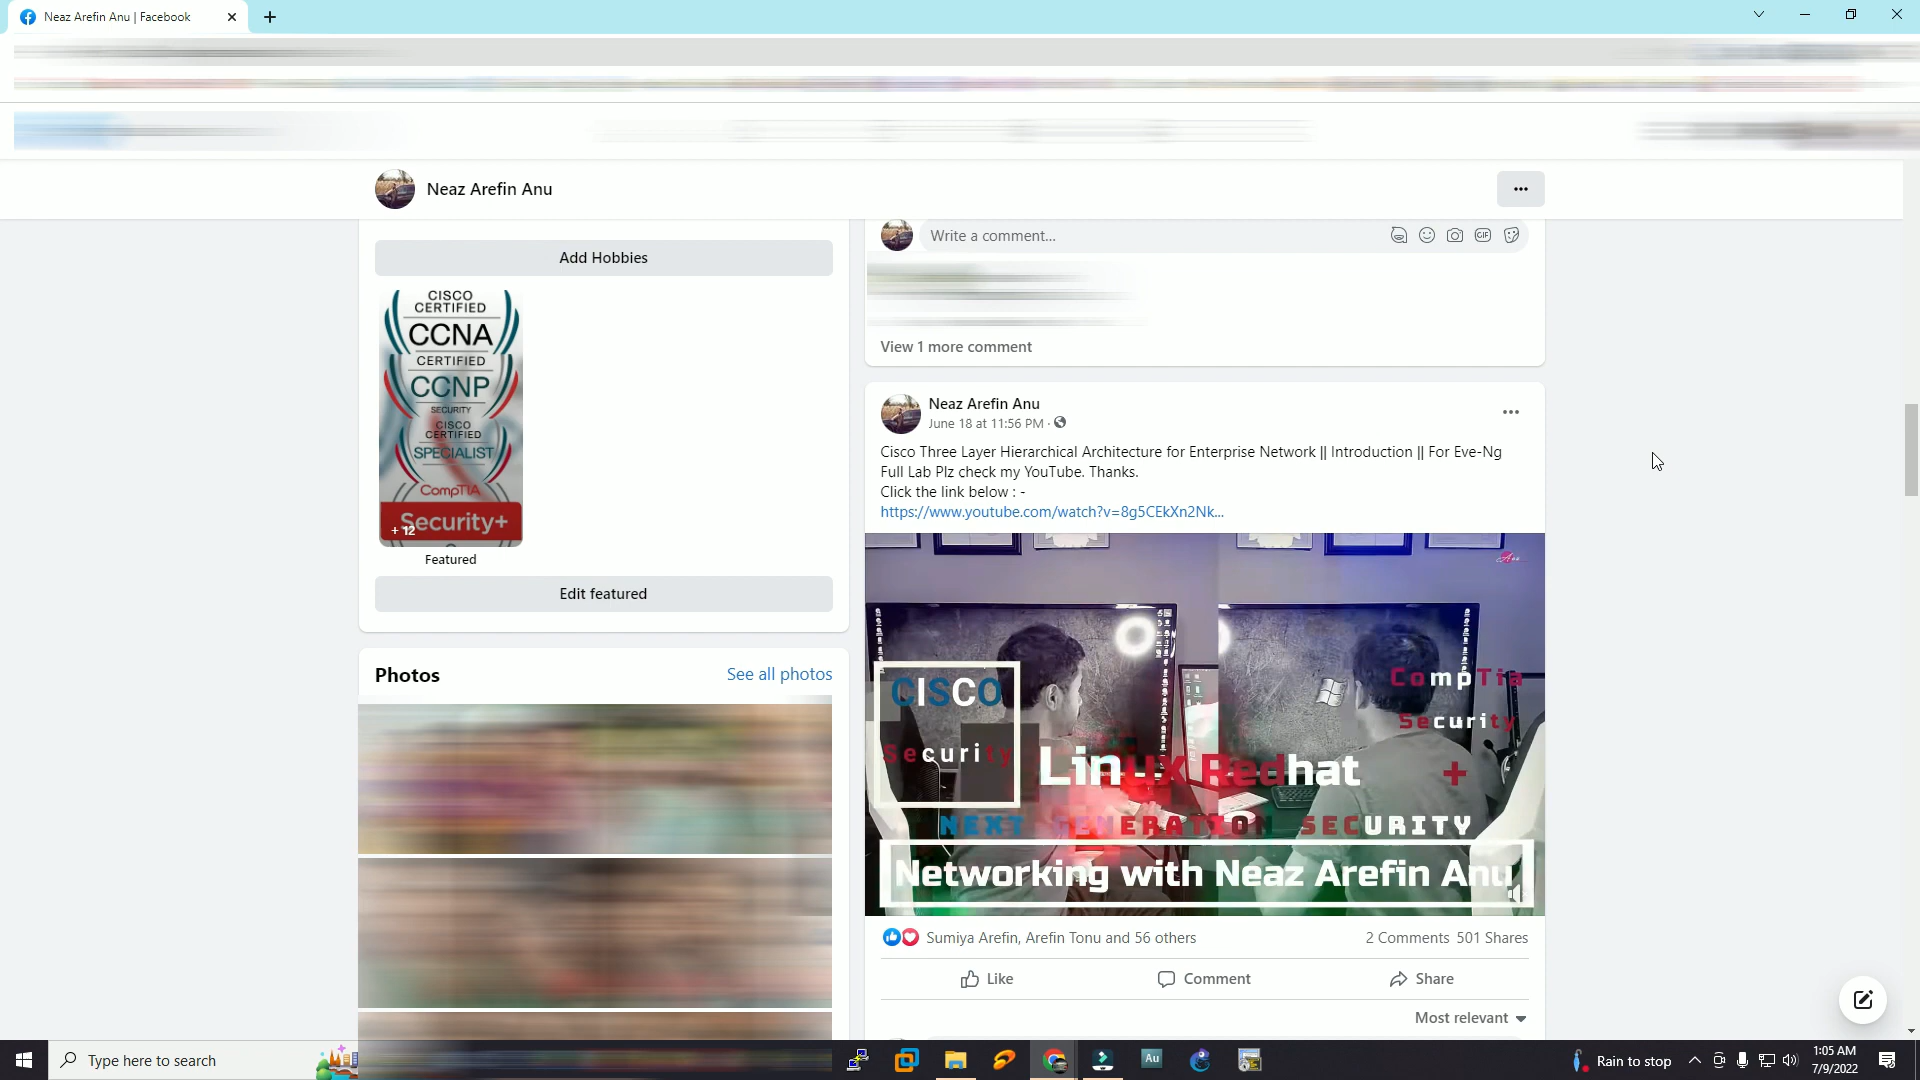 Neaz Arefin Anu | Facebook
Neaz Arefin Anu
Write a comment...
GIF
Add Hobbies
CISCO
CERTIFIED
CCNA
CERTIFIED
CCNP
SECURITY
CISCO
CERTIFIED
SPECIALIST
CompTIA
Security+
+ 12
Featured
Edit featured
View 1 more comment
Neaz Arefin Anu
June 18 at 11:56 PM ·
Cisco Three Layer Hierarchical Architecture for Enterprise Network || Introduction || For Eve-Ng
Full Lab Plz check my YouTube. Thanks.
Click the link below : -
https://www.youtube.com/watch?v=8g5CEkXn2Nk...
Photos
See all photos
CISCO
Security
CompTia
Security
+
Linux Redhat
NEXT GENERATION SECURITY
Networking with Neaz Arefin Anu
Sumiya Arefin, Arefin Tonu and 56 others
2 Comments 501 Shares
Like
Comment
Share
Most relevant
Type here to search
Au
Rain to stop
1:05 AM
7/9/2022